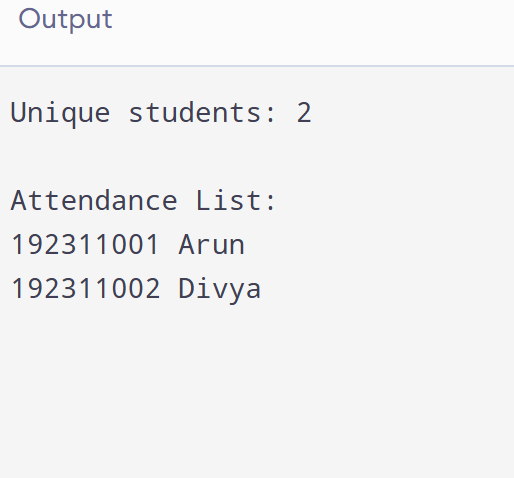 Output
Unique students: 2
Attendance List:
192311001 Arun
192311002 Divya